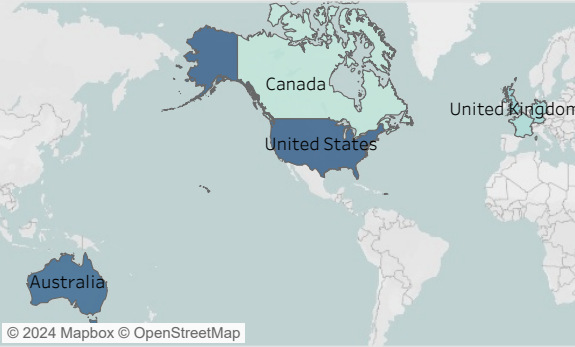 Canada
United Kingdom
United States
Australia
© 2024 Mapbox © OpenStreetMap